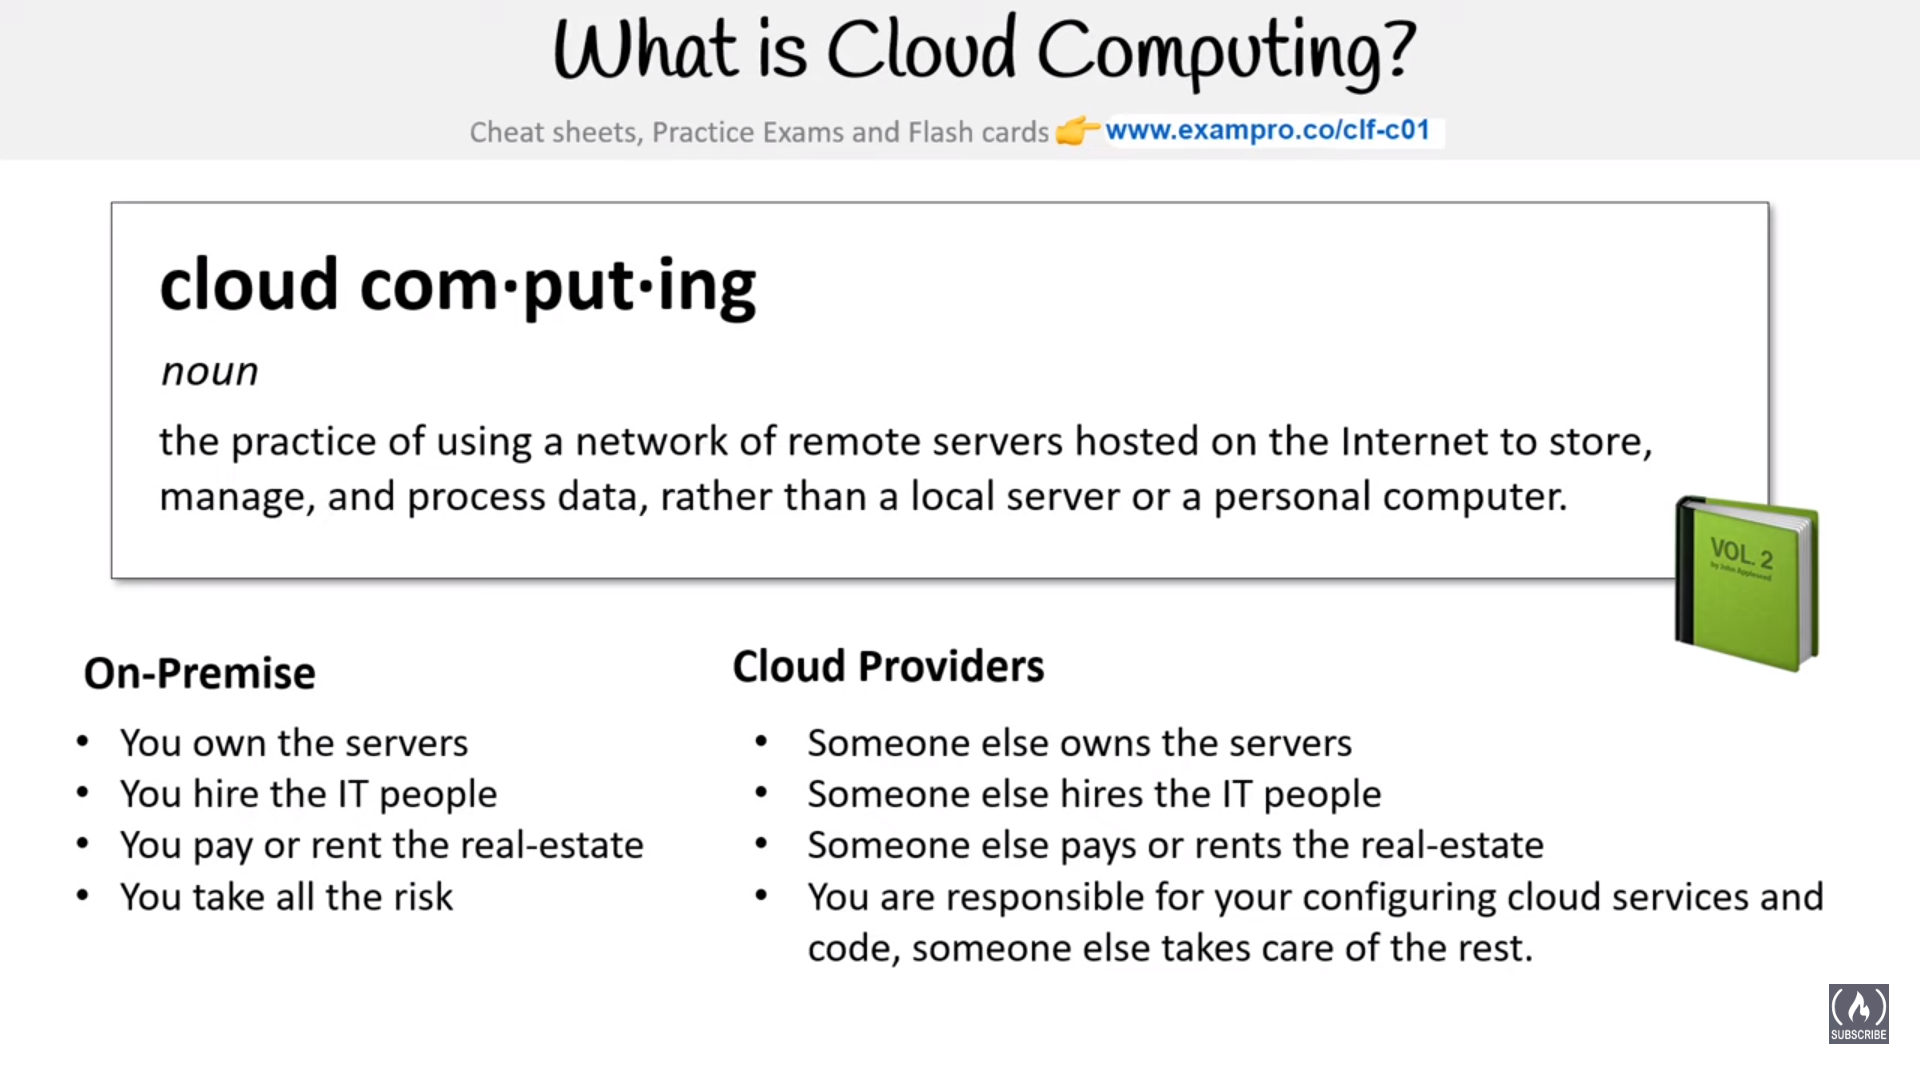 What is Cloud Computing?
Cheat sheets, Practice Exams and Flash cards 👉 www.exampro.co/clf-c01
cloud com·put·ing
noun
the practice of using a network of remote servers hosted on the Internet to store,
manage, and process data, rather than a local server or a personal computer.
VOL. 2
by John Appleseed
On-Premise
• You own the servers
• You hire the IT people
• You pay or rent the real-estate
• You take all the risk
Cloud Providers
• Someone else owns the servers
• Someone else hires the IT people
• Someone else pays or rents the real-estate
• You are responsible for your configuring cloud services and
code, someone else takes care of the rest.
SUBSCRIBE